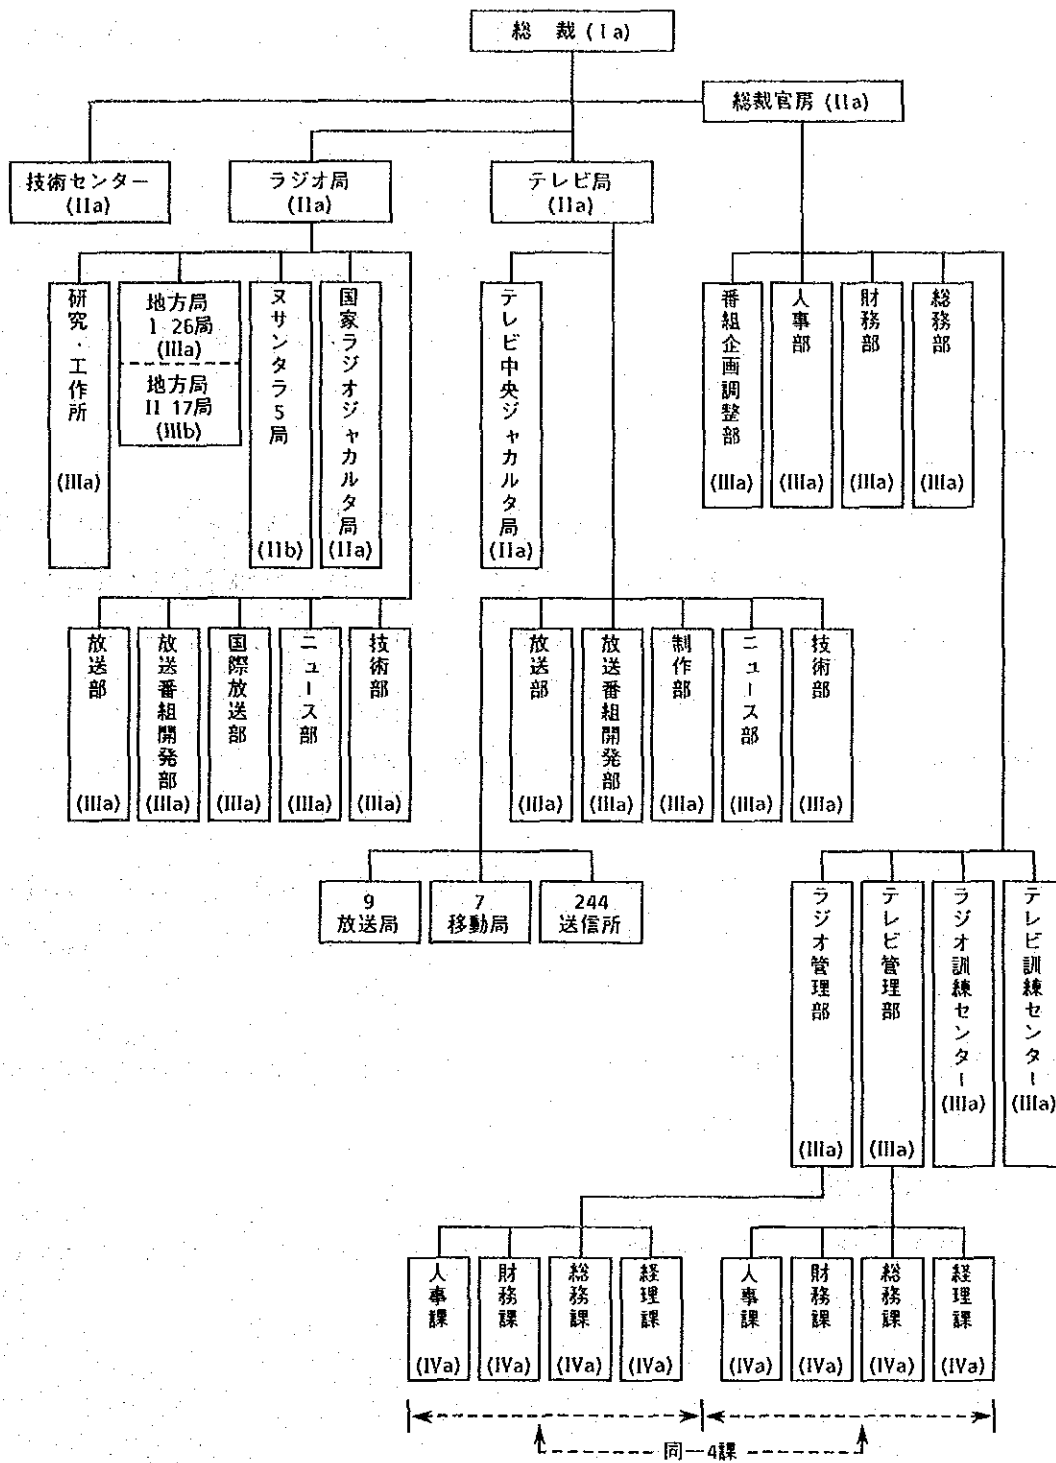 総 裁 (Ia)
総裁官房 (IIa)
技術センター
(IIa)
ラジオ局
(IIa)
テレビ局
(IIa)
研究・工作所
(IIIa)
地方局
I 26局
(IIIa)
地方局
II 17局
(IIIb)
ヌサンタラ5局
(IIb)
国家ラジオジャカルタ局
(IIa)
テレビ中央ジャカルタ局
(IIa)
番組企画調整部
(IIIa)
人事部
(IIIa)
財務部
(IIIa)
総務部
(IIIa)
放送部
(IIIa)
放送番組開発部
(IIIa)
国際放送部
(IIIa)
ニュース部
(IIIa)
技術部
(IIIa)
放送部
(IIIa)
放送番組開発部
(IIIa)
制作部
(IIIa)
ニュース部
(IIIa)
技術部
(IIIa)
9
放送局
7
移動局
244
送信所
ラジオ管理部
(IIIa)
テレビ管理部
(IIIa)
ラジオ訓練センター
(IIIa)
テレビ訓練センター
(IIIa)
人事課
(IVa)
財務課
(IVa)
総務課
(IVa)
経理課
(IVa)
人事課
(IVa)
財務課
(IVa)
総務課
(IVa)
経理課
(IVa)
同一4課